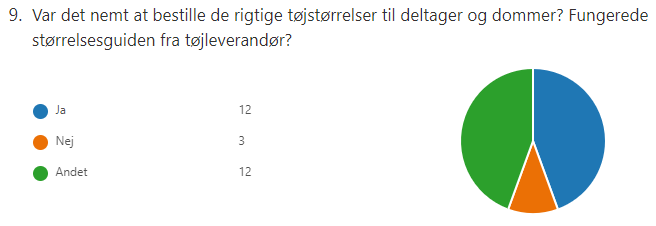 9. Var det nemt at bestille de rigtige tøjstørrelser til deltager og dommer? Fungerede
størrelsesguiden fra tøjleverandør?
Ja 12
Nej 3
Andet 12